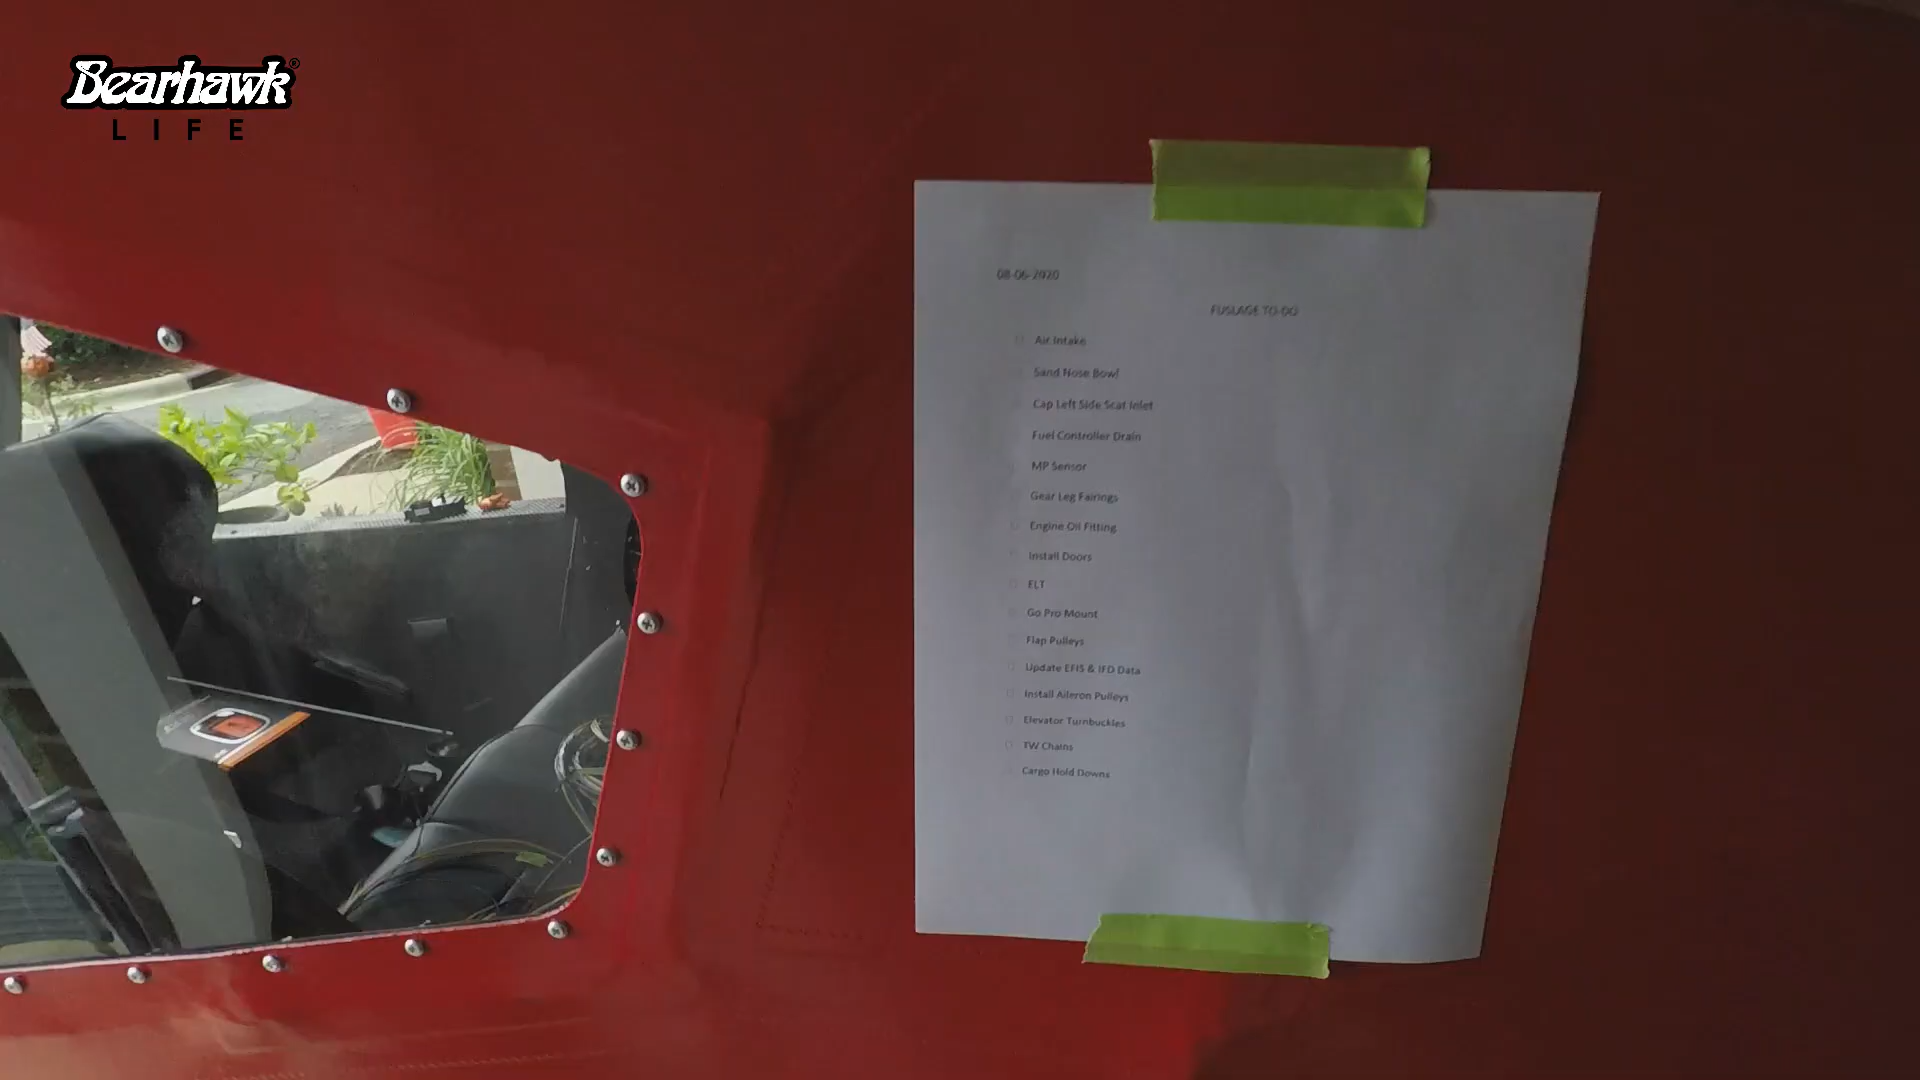 Bearhawk®
LIFE
08-06-2020
FUSLAGE TO-DO
Air Intake
Sand Nose Bowl
Cap Left Side Scat Inlet
Fuel Controller Drain
MP Sensor
Gear Leg Fairings
Engine Oil Fitting
Install Doors
ELT
Go Pro Mount
Flap Pulleys
Update EFIS & IFD Data
Install Aileron Pulleys
Elevator Turnbuckles
TW Chains
Cargo Hold Downs